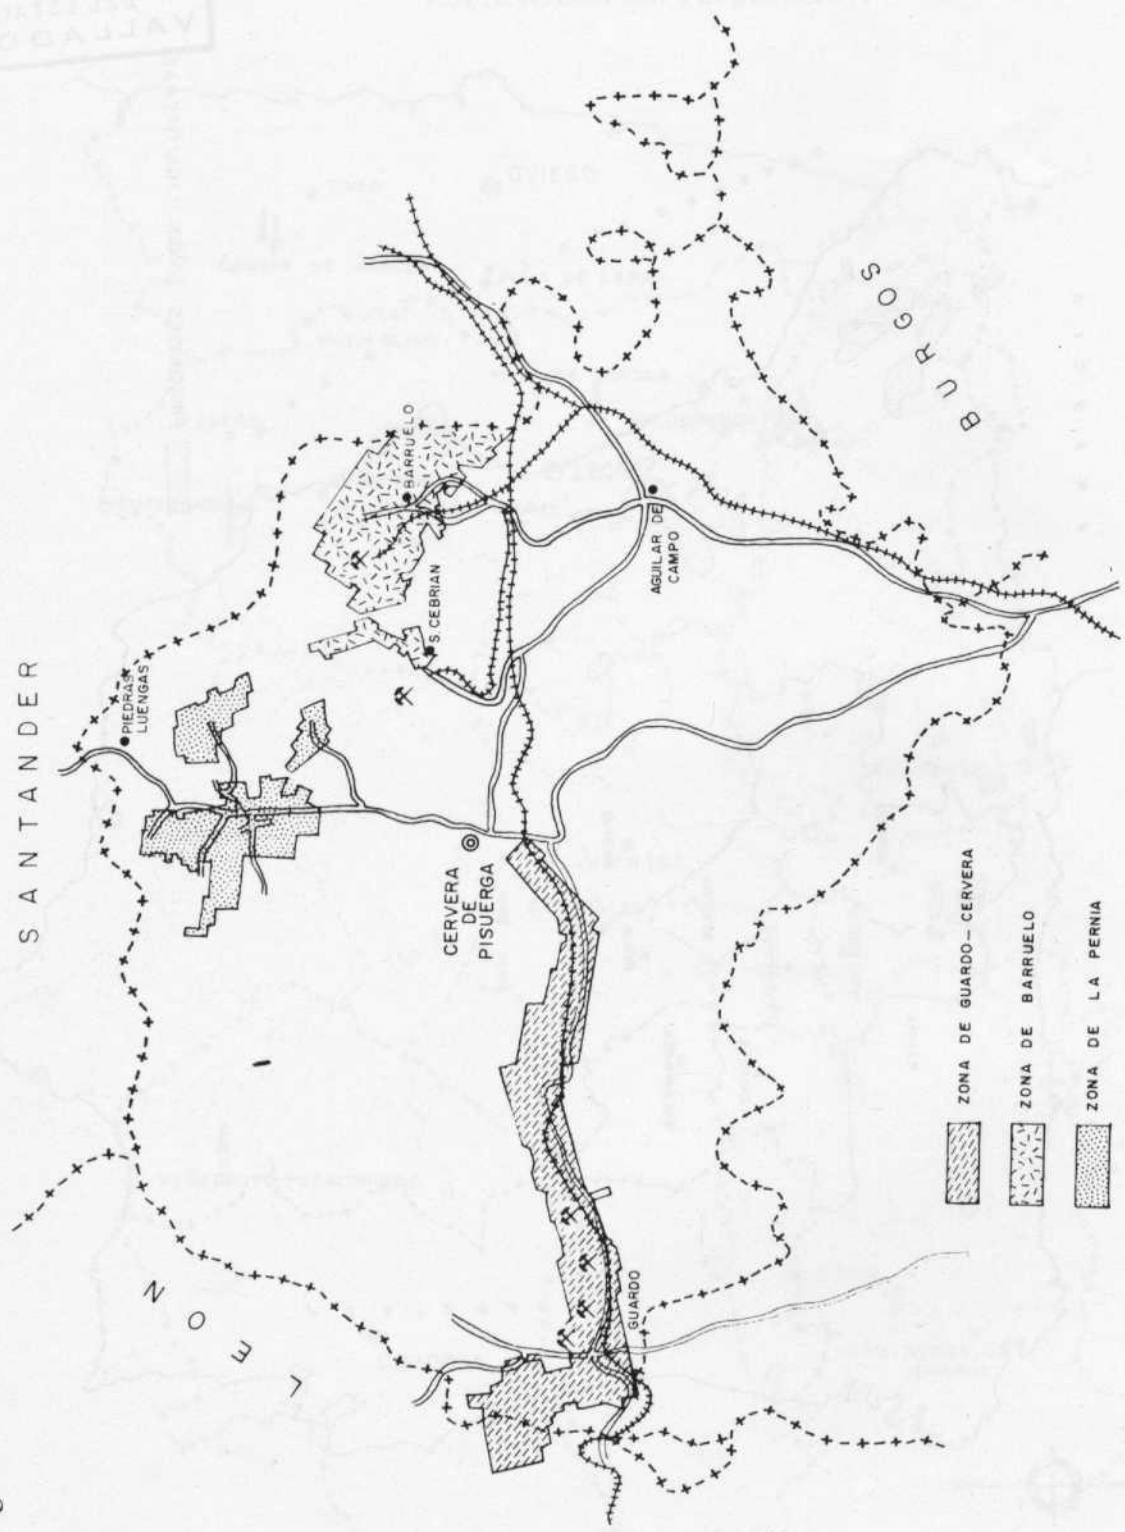 SANTANDER
PIEDRAS
LUENGAS
LEON
BARRUELO
S.CEBRIAN
CERVERA
DE
PISUERGA
AGUILAR DE
CAMPO
BURGOS
GUARDO
ZONA DE GUARDO-CERVERA
ZONA DE BARRUELO
ZONA DE LA PERNIA
VALLADO